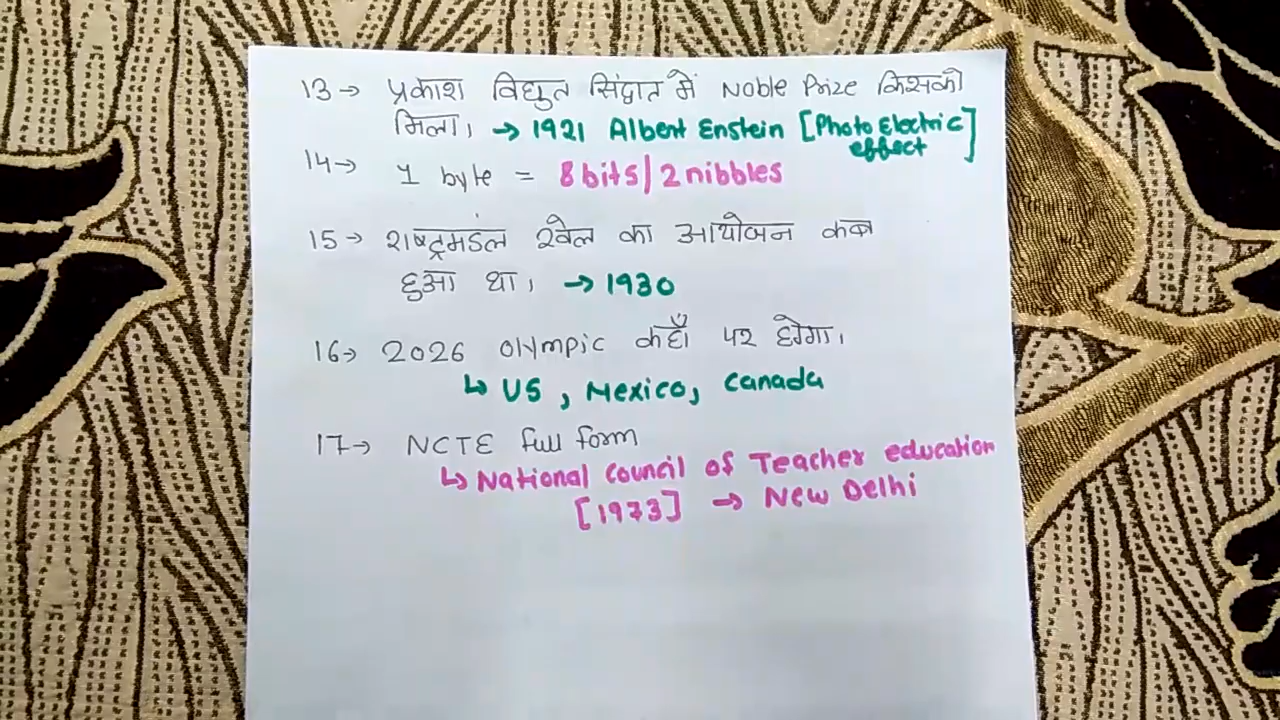 13→ प्रकाश विद्युत सिंद्वात में Noble Prize किसको
मिला। → 1921 Albert Enstein [Photo Electric
effect]
14→ 1 byte = 8 bits/2 nibbles
15→ राष्ट्रमंडल खेल का आयोजन कब
हुआ था। → 1930
16→ 2026 Olympic कहाँ पर होगा।
↳ US, Mexico, Canada
17→ NCTE full form
↳ National Council of Teacher education
[1973] → New Delhi